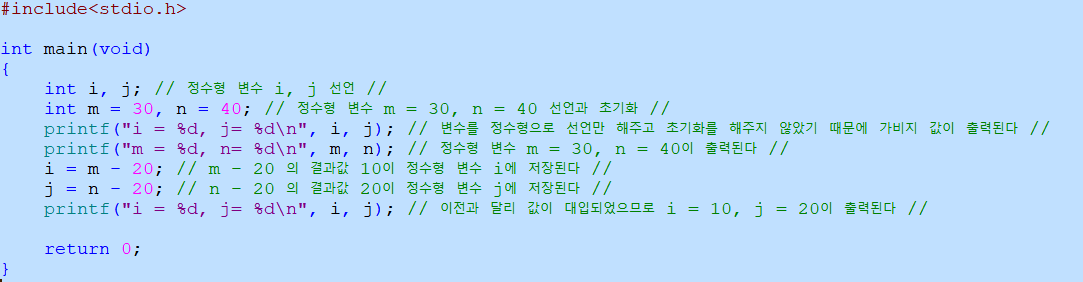 #include<stdio.h>
int main(void)
{
int i, j; // 정수형 변수 i, j 선언 //
int m = 30, n = 40; // 정수형 변수 m = 30, n = 40 선언과 초기화 //
printf("i = %d, j= %d\n", i, j); // 변수를 정수형으로 선언만 해주고 초기화를 해주지 않았기 때문에 가비지 값이 출력된다 //
printf("m = %d, n= %d\n", m, n); // 정수형 변수 m = 30, n = 40이 출력된다 //
i = m - 20; // m - 20 의 결과값 10이 정수형 변수 i에 저장된다 //
j = n - 20; // n - 20 의 결과값 20이 정수형 변수 j에 저장된다 //
printf("i = %d, j= %d\n", i, j); // 이전과 달리 값이 대입되었으므로 i = 10, j = 20이 출력된다 //
return 0;
}